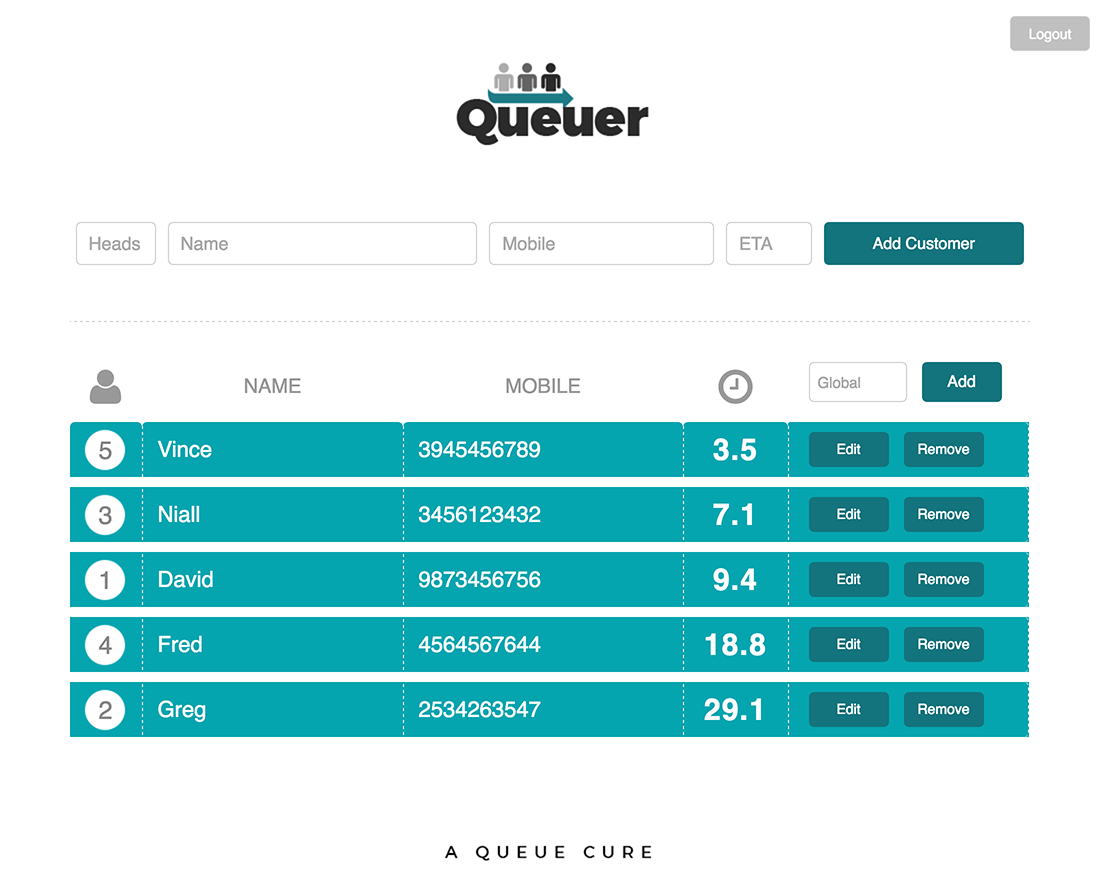 Logout
Queuer
Heads Name Mobile ETA Add Customer
NAME MOBILE Global Add
5 Vince 3945456789 3.5 Edit Remove
3 Niall 3456123432 7.1 Edit Remove
1 David 9873456756 9.4 Edit Remove
4 Fred 4564567644 18.8 Edit Remove
2 Greg 2534263547 29.1 Edit Remove
A QUEUE CURE